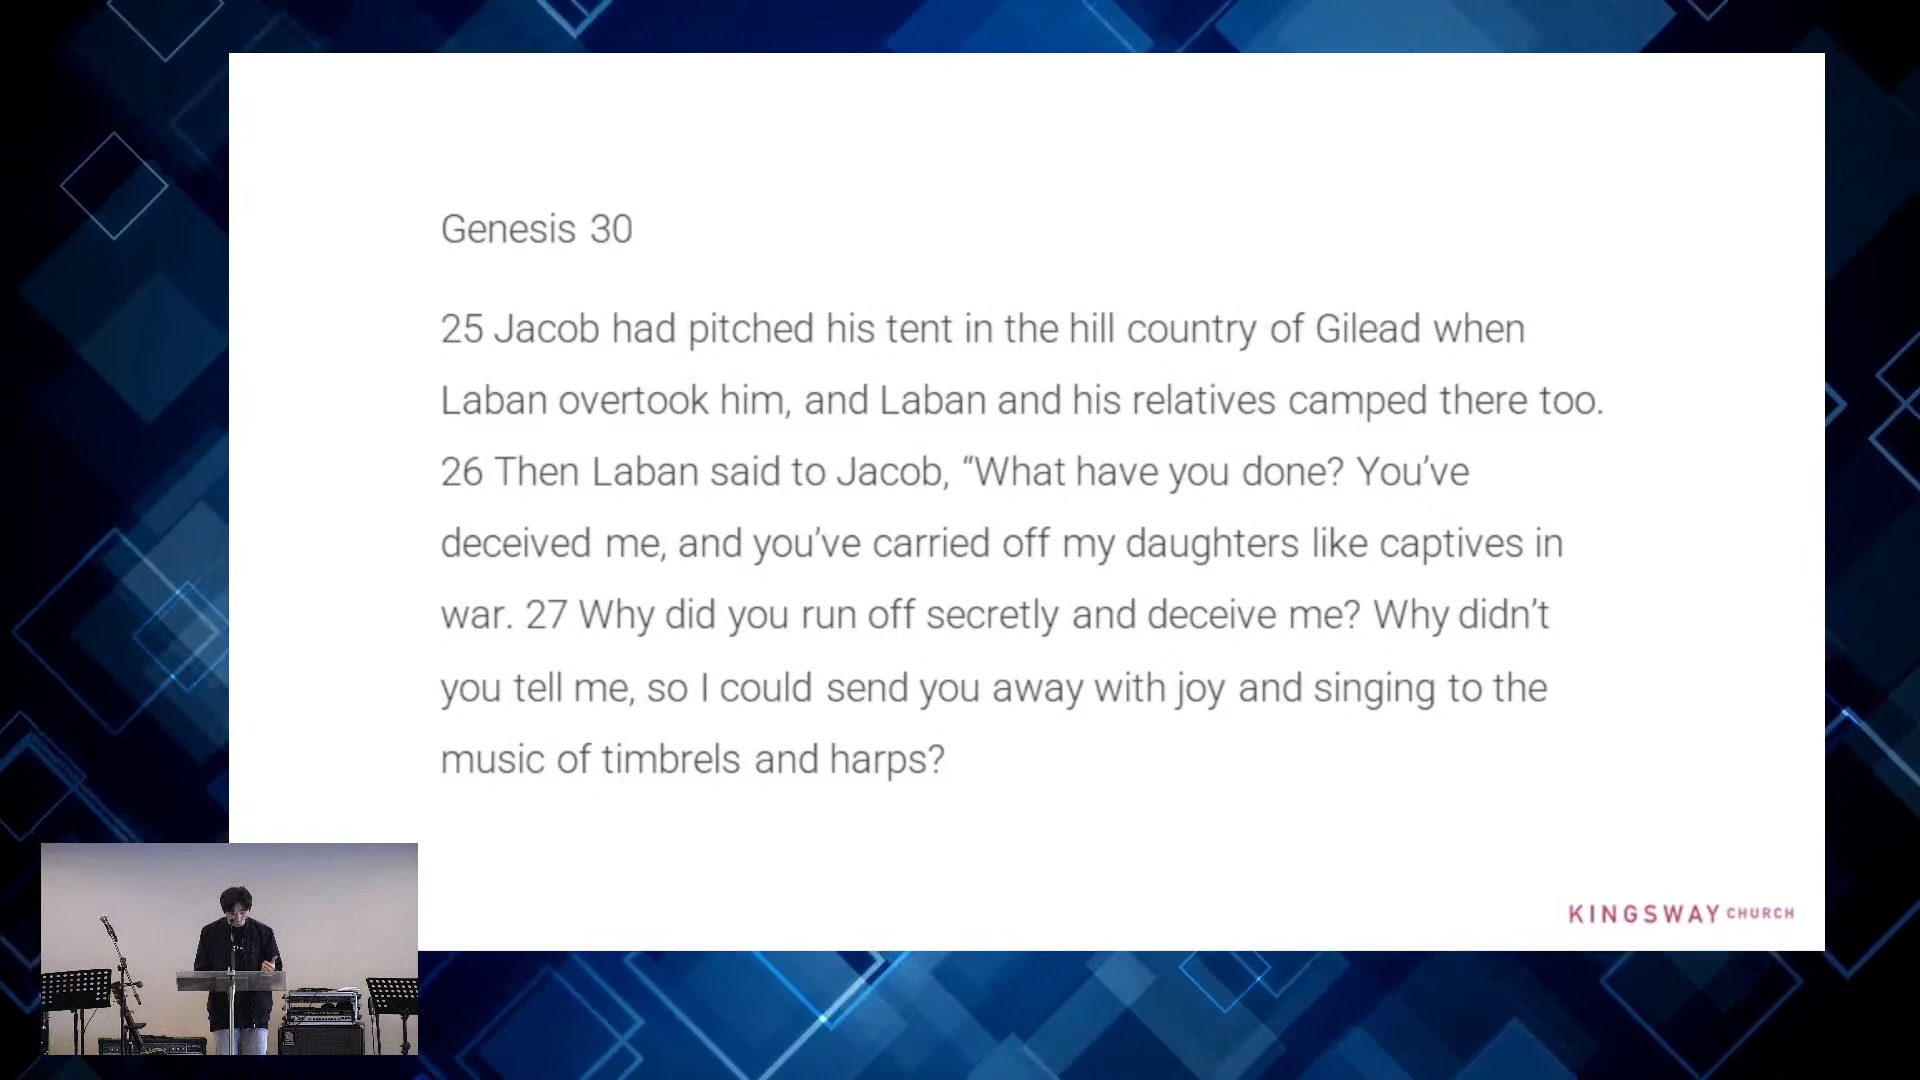 Genesis 30
25 Jacob had pitched his tent in the hill country of Gilead when
Laban overtook him, and Laban and his relatives camped there too.
26 Then Laban said to Jacob, “What have you done? You’ve
deceived me, and you’ve carried off my daughters like captives in
war. 27 Why did you run off secretly and deceive me? Why didn’t
you tell me, so I could send you away with joy and singing to the
music of timbrels and harps?
KINGSWAY CHURCH